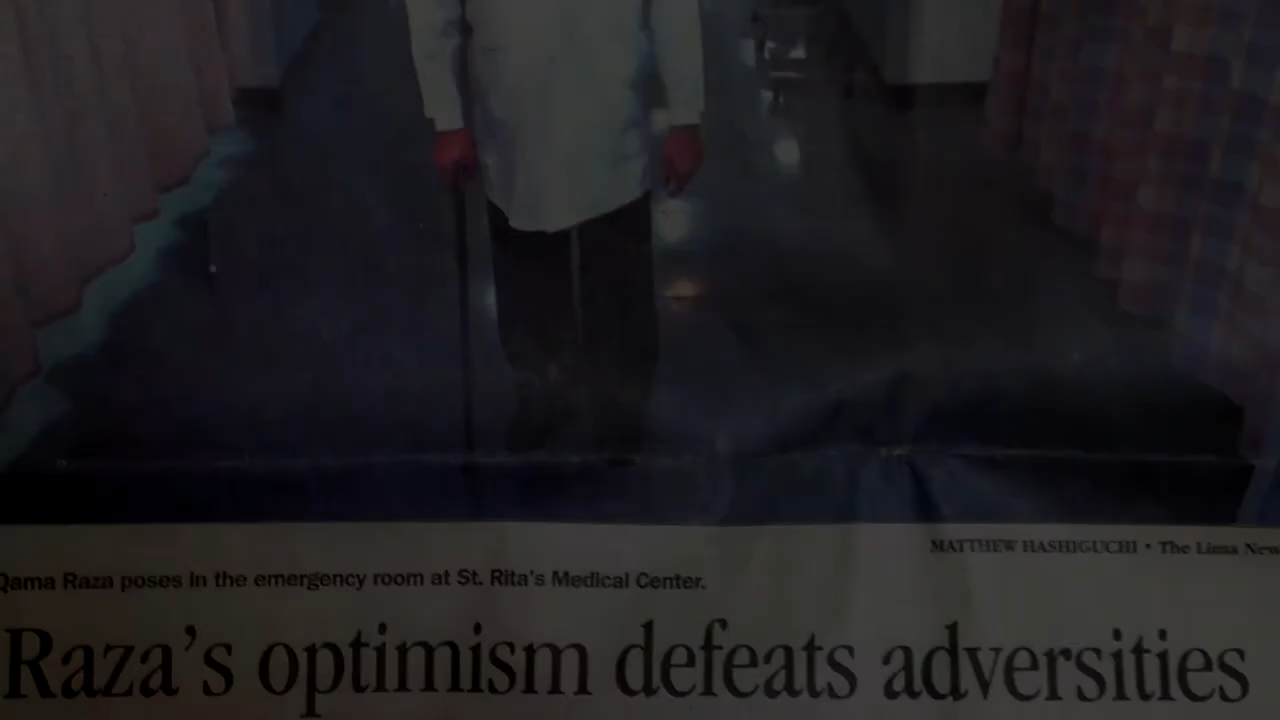 MATTHEW HASHIGUCHI • The Lima New
Qama Raza poses in the emergency room at St. Rita's Medical Center.
Raza's optimism defeats adversities